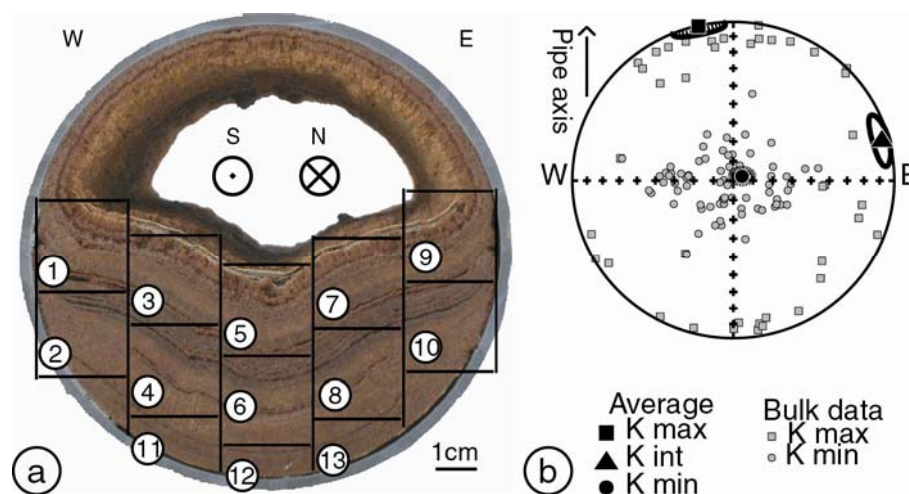 W
E
S
N
1
2
3
4
5
6
7
8
9
10
11
12
13
1cm
a
b
Pipe axis
W
E
Average
K max
K int
K min
Bulk data
K max
K min